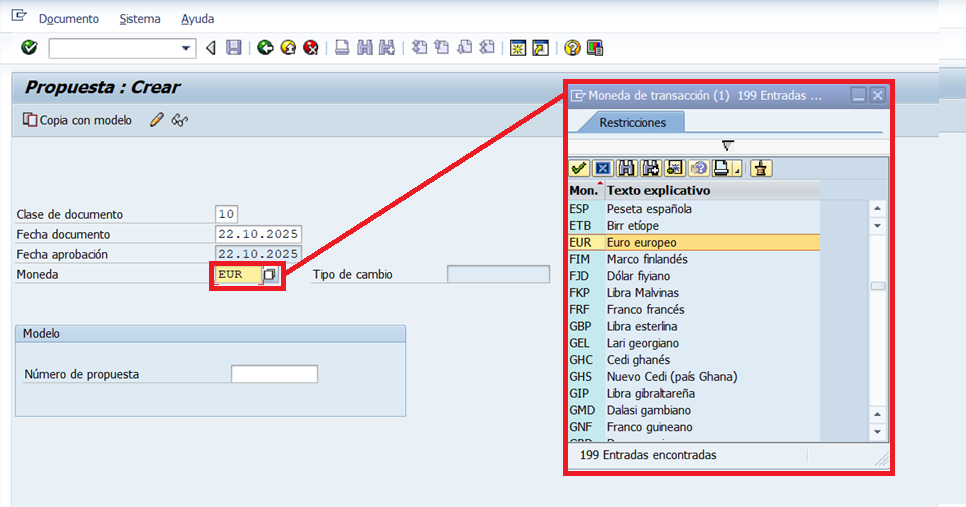 Documento Sistema Ayuda
Propuesta : Crear
Copia con modelo
Clase de documento 10
Fecha documento 22.10.2025
Fecha aprobación 22.10.2025
Moneda EUR Tipo de cambio
Modelo
Número de propuesta
Moneda de transacción (1) 199 Entradas ...
Restricciones
Mon. Texto explicativo
ESP Peseta española
ETB Birr etíope
EUR Euro europeo
FIM Marco finlandés
FJD Dólar fiyiano
FKP Libra Malvinas
FRF Franco francés
GBP Libra esterlina
GEL Lari georgiano
GHC Cedi ghanés
GHS Nuevo Cedi (país Ghana)
GIP Libra gibraltareña
GMD Dalasi gambiano
GNF Franco guineano
199 Entradas encontradas